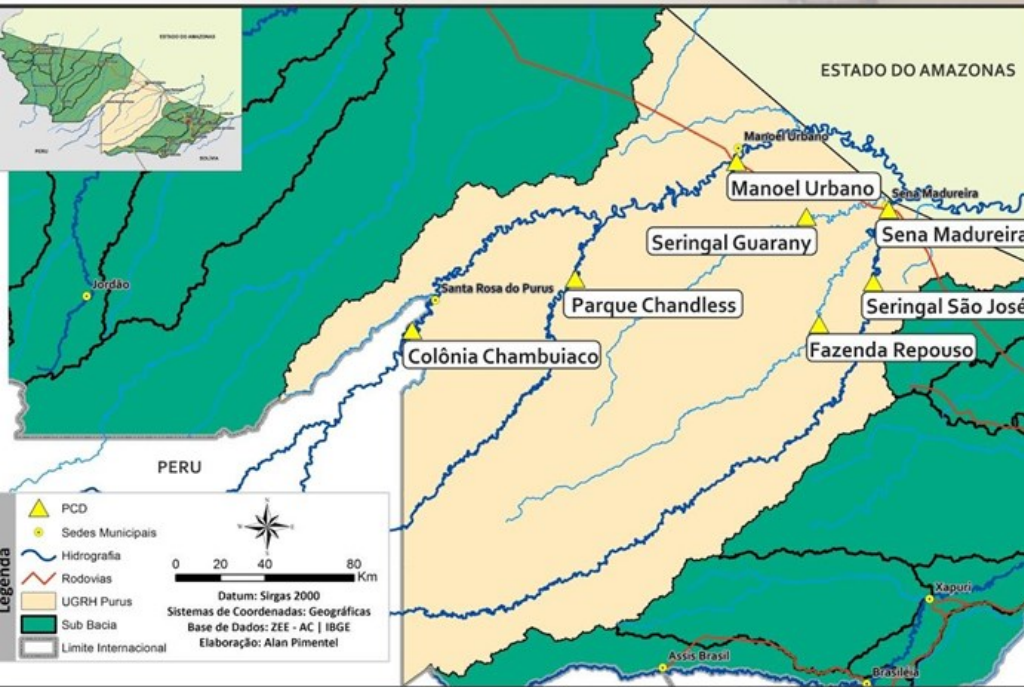 ESTADO DO AMAZONAS
PERU
BOLÍVIA
ESTADO DO AMAZONAS
Manoel Urbano
Manoel Urbano
Sena Madureira
Sena Madureira
Seringal Guarany
Jordão
Santa Rosa do Purus
Parque Chandless
Seringal São José
Colônia Chambuiaco
Fazenda Repouso
PERU
Xapuri
Assis Brasil
Brasiléia
Legenda
PCD
Sedes Municipais
Hidrografia
Rodovias
UGRH Purus
Sub Bacia
Limite Internacional
N
0 20 40 80
Km
Datum: Sirgas 2000
Sistemas de Coordenadas: Geográficas
Base de Dados: ZEE - AC | IBGE
Elaboração: Alan Pimentel